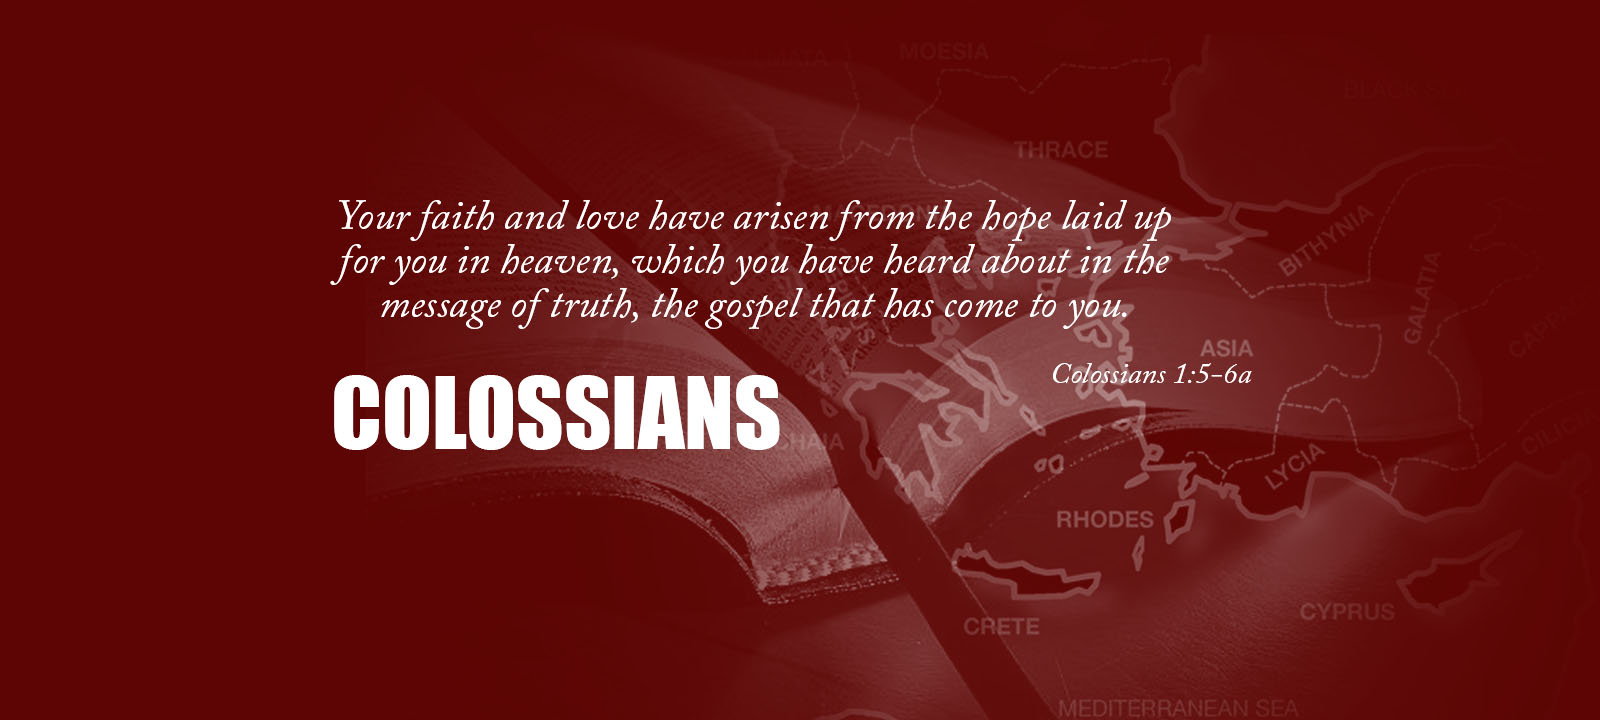 MOESIA
BLACK SEA
THRACE
Your faith and love have arisen from the hope laid up
for you in heaven, which you have heard about in the
message of truth, the gospel that has come to you.
BITHYNIA
GALATIA
ASIA
Colossians 1:5-6a
COLOSSIANS
LYCIA
RHODES
CYPRUS
CRETE
MEDITERRANEAN SEA